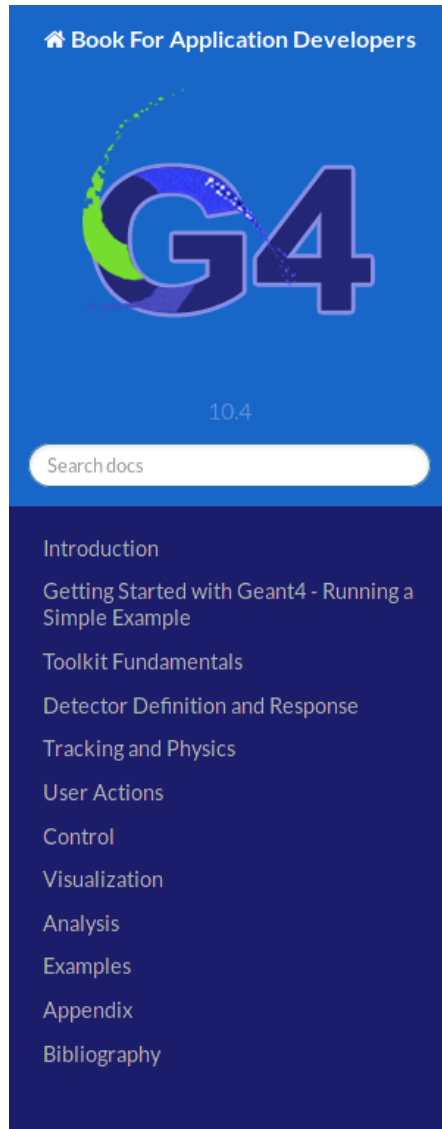 Book For Application Developers
G4
10.4
Search docs
Introduction
Getting Started with Geant4 - Running a
Simple Example
Toolkit Fundamentals
Detector Definition and Response
Tracking and Physics
User Actions
Control
Visualization
Analysis
Examples
Appendix
Bibliography